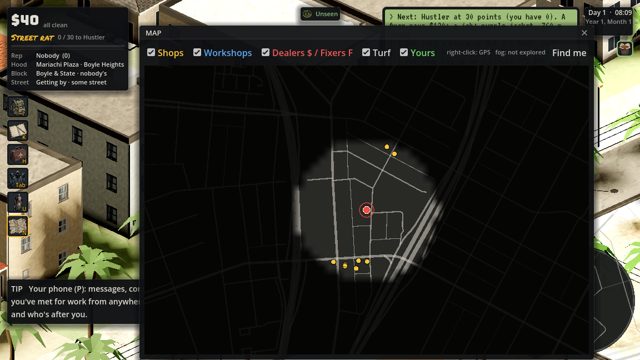 $40 all clean
STREET RAT 0 / 30 to Hustler
Rep Nobody (0)
Hood Mariachi Plaza · Boyle Heights
Block Boyle & State · nobody's
Street Getting by · some street
Unseen
> Next: Hustler at 30 points (you have 0). A
Day 1 · 08:09
Year 1, Month 1
MAP
Shops
Workshops
Dealers $ / Fixers F
Turf
Yours
right-click: GPS fog: not explored
Find me
Tab
TIP Your phone (P): messages, con
you've met for work from anywher
and who's after you.